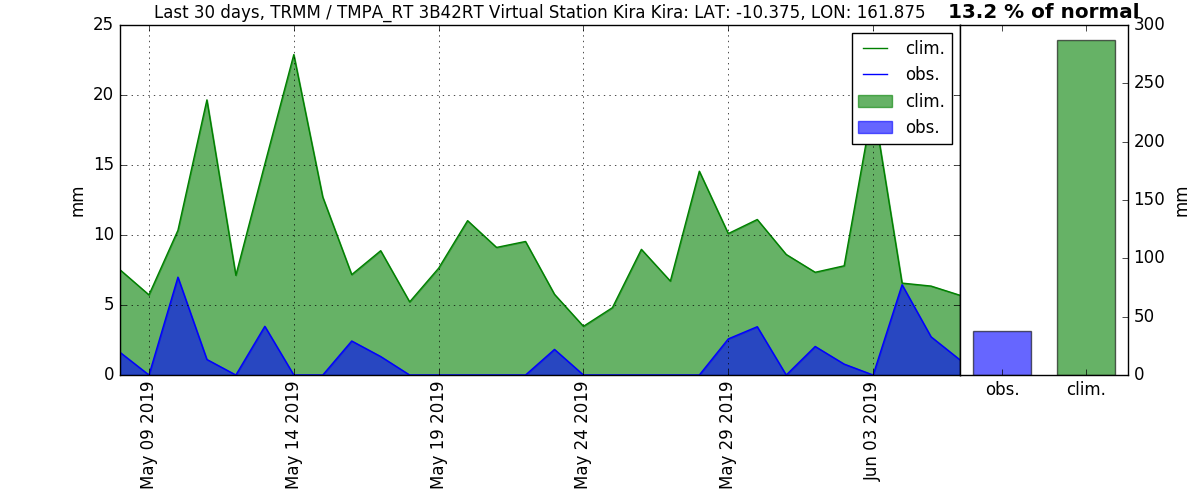 Last 30 days, TRMM / TMPA_RT 3B42RT Virtual Station Kira Kira: LAT: -10.375, LON: 161.875
13.2 % of normal
25
20
15
10
5
0
mm
clim.
obs.
clim.
obs.
300
250
200
150
100
50
0
mm
obs.
clim.
May 09 2019
May 14 2019
May 19 2019
May 24 2019
May 29 2019
Jun 03 2019